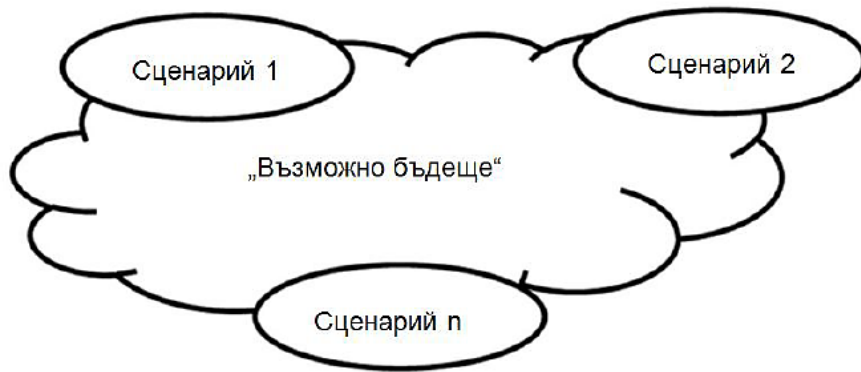 Сценарий 1
Сценарий 2
„Възможно бъдеще“
Сценарий n